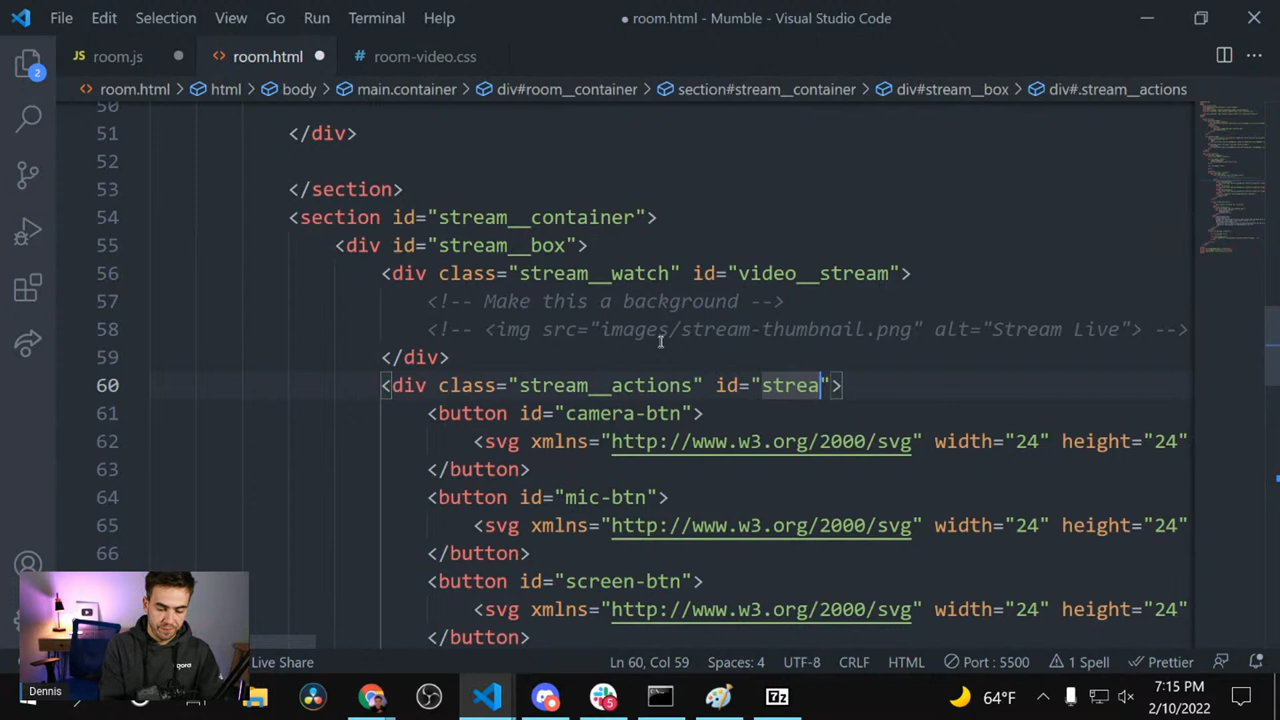 File Edit Selection View Go Run Terminal Help ● room.html - Mumble - Visual Studio Code
JS room.js <> room.html # room-video.css
2
<> room.html > html > body > main.container > div#room__container > section#stream__container > div#stream__box > div#.stream__actions
50
51 </div>
52
53 </section>
54 <section id="stream__container">
55 <div id="stream__box">
56 <div class="stream__watch" id="video__stream">
57 <!-- Make this a background -->
58 <!-- <img src="images/stream-thumbnail.png" alt="Stream Live"> -->
59 </div>
60 <div class="stream__actions" id="strea">
61 <button id="camera-btn">
62 <svg xmlns="http://www.w3.org/2000/svg" width="24" height="24"
63 </button>
64 <button id="mic-btn">
65 <svg xmlns="http://www.w3.org/2000/svg" width="24" height="24"
66 </button>
<button id="screen-btn">
<svg xmlns="http://www.w3.org/2000/svg" width="24" height="24"
</button>
Live Share Ln 60, Col 59 Spaces: 4 UTF-8 CRLF HTML Port : 5500 1 Spell Prettier
Dennis
5
7z
64°F
7:15 PM
2/10/2022